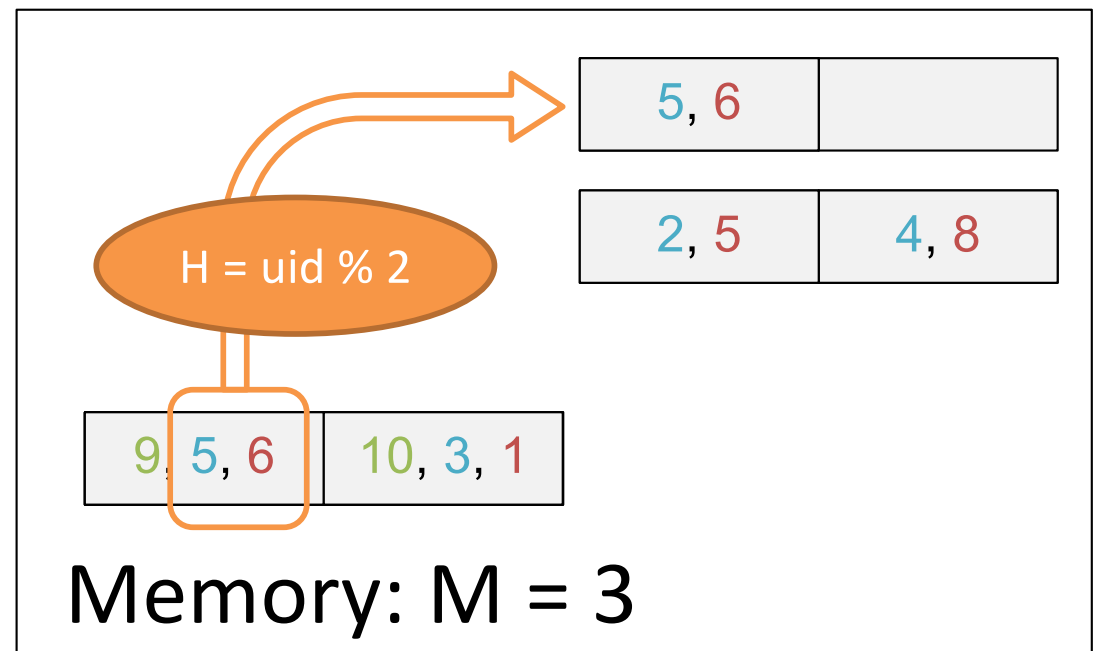 5, 6
2, 5 4, 8
H = uid % 2
9, 5, 6 10, 3, 1
Memory: M = 3